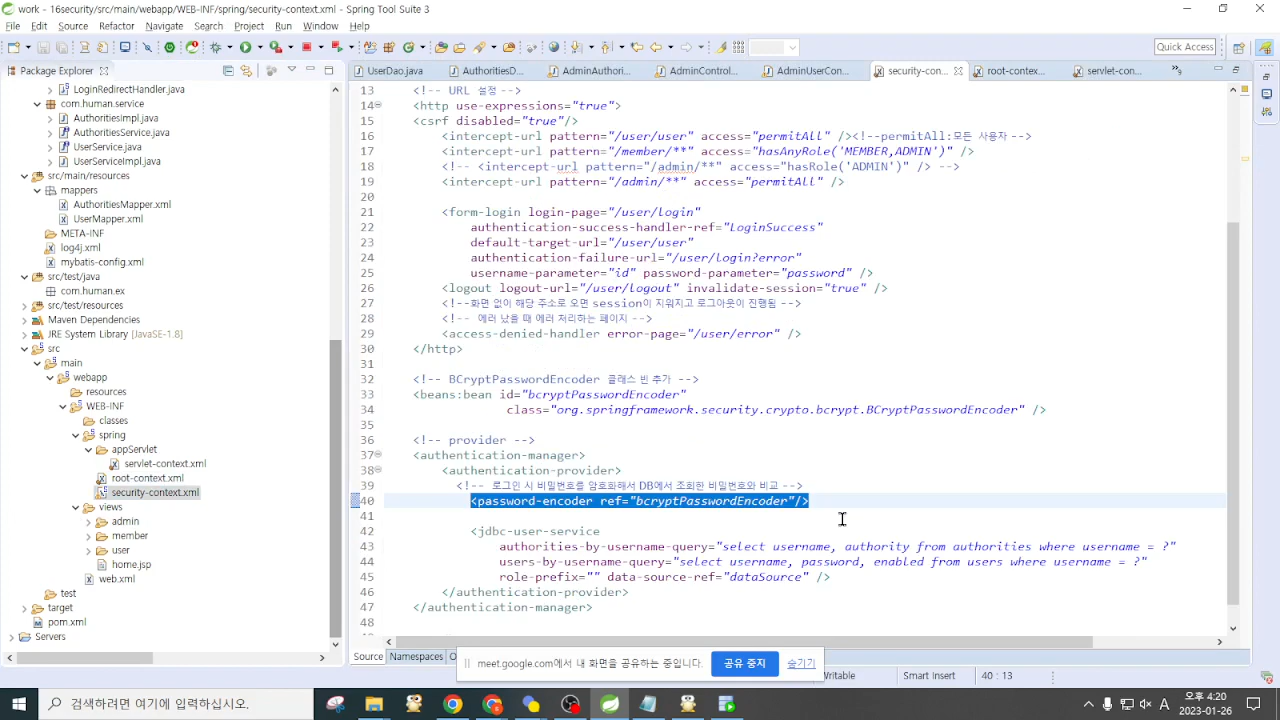 work - 16security/src/main/webapp/WEB-INF/spring/security-context.xml - Spring Tool Suite 3
File Edit Source Refactor Navigate Search Project Run Window Help
Quick Access
Package Explorer
UserDao.java AuthoritiesD... AdminAuthori... AdminControl... AdminUserCon... security-con... root-contex... servlet-con...
LoginRedirectHandler.java
com.human.service
AuthoritiesImpl.java
AuthoritiesService.java
UserService.java
UserServiceImpl.java
src/main/resources
mappers
AuthoritiesMapper.xml
UserMapper.xml
META-INF
log4j.xml
mybatis-config.xml
src/test/java
com.human.ex
src/test/resources
Maven Dependencies
JRE System Library [JavaSE-1.8]
src
main
webapp
resources
WEB-INF
classes
spring
appServlet
servlet-context.xml
root-context.xml
security-context.xml
views
admin
member
user
home.jsp
web.xml
test
target
pom.xml
Servers
13 <!-- URL 설정 -->
14 <http use-expressions="true">
15 <csrf disabled="true"/>
16 <intercept-url pattern="/user/user" access="permitAll" /><!--permitAll:모든 사용자 -->
17 <intercept-url pattern="/member/**" access="hasAnyRole('MEMBER,ADMIN')" />
18 <!-- <intercept-url pattern="/admin/**" access="hasRole('ADMIN')" /> -->
19 <intercept-url pattern="/admin/**" access="permitAll" />
20
21 <form-login login-page="/user/login"
22 authentication-success-handler-ref="LoginSuccess"
23 default-target-url="/user/user"
24 authentication-failure-url="/user/login?error"
25 username-parameter="id" password-parameter="password" />
26 <logout logout-url="/user/logout" invalidate-session="true" />
27 <!--화면 없이 해당 주소로 오면 session이 지워지고 로그아웃이 진행됨 -->
28 <!-- 에러 났을 때 에러 처리하는 페이지 -->
29 <access-denied-handler error-page="/user/error" />
30 </http>
31
32 <!-- BCryptPasswordEncoder 클래스 빈 추가 -->
33 <beans:bean id="bcryptPasswordEncoder"
34 class="org.springframework.security.crypto.bcrypt.BCryptPasswordEncoder" />
35
36 <!-- provider -->
37 <authentication-manager>
38 <authentication-provider>
39 <!-- 로그인 시 비밀번호를 암호화해서 DB에서 조회한 비밀번호와 비교 -->
40 <password-encoder ref="bcryptPasswordEncoder"/>
41
42 <jdbc-user-service
43 authorities-by-username-query="select username, authority from authorities where username = ?"
44 users-by-username-query="select username, password, enabled from users where username = ?"
45 role-prefix="" data-source-ref="dataSource" />
46 </authentication-provider>
47 </authentication-manager>
48
Source Namespaces
meet.google.com에서 내 화면을 공유하는 중입니다. 공유 중지 숨기기
Writable Smart Insert 40 : 13
검색하려면 여기에 입력하십시오.
A
오후 4:20
2023-01-26